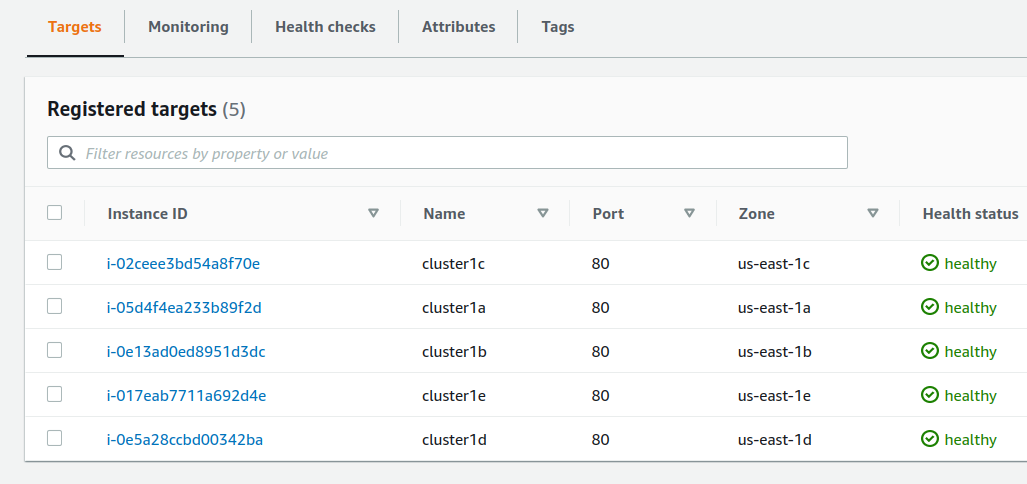 Targets Monitoring Health checks Attributes Tags
Registered targets (5)
Filter resources by property or value
Instance ID Name Port Zone Health status
i-02ceee3bd54a8f70e cluster1c 80 us-east-1c healthy
i-05d4f4ea233b89f2d cluster1a 80 us-east-1a healthy
i-0e13ad0ed8951d3dc cluster1b 80 us-east-1b healthy
i-017eab7711a692d4e cluster1e 80 us-east-1e healthy
i-0e5a28ccbd00342ba cluster1d 80 us-east-1d healthy